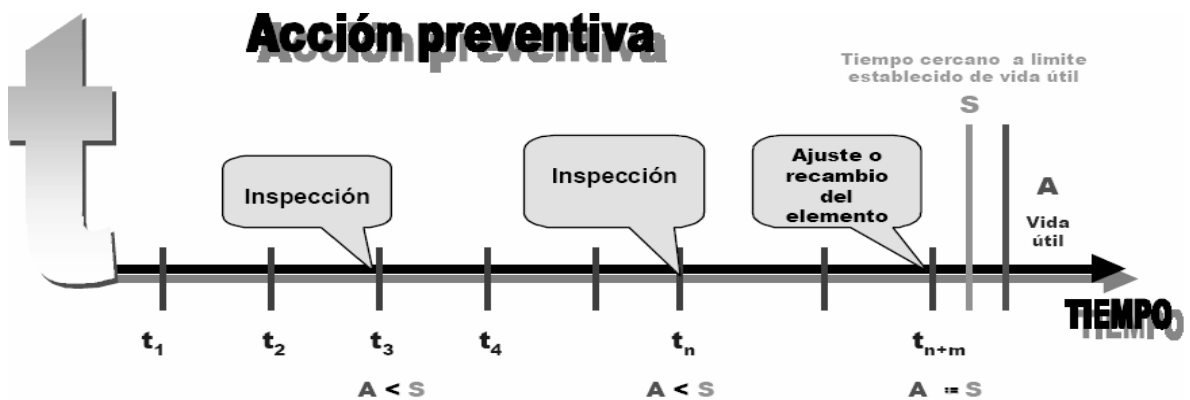 t
Acción preventiva
Tiempo cercano a limite
establecido de vida útil
S
Inspección
Inspección
Ajuste o
recambio
del
elemento
A
Vida
útil
TIEMPO
t1 t2 t3 t4 tn tn+m
A < S A < S A := S